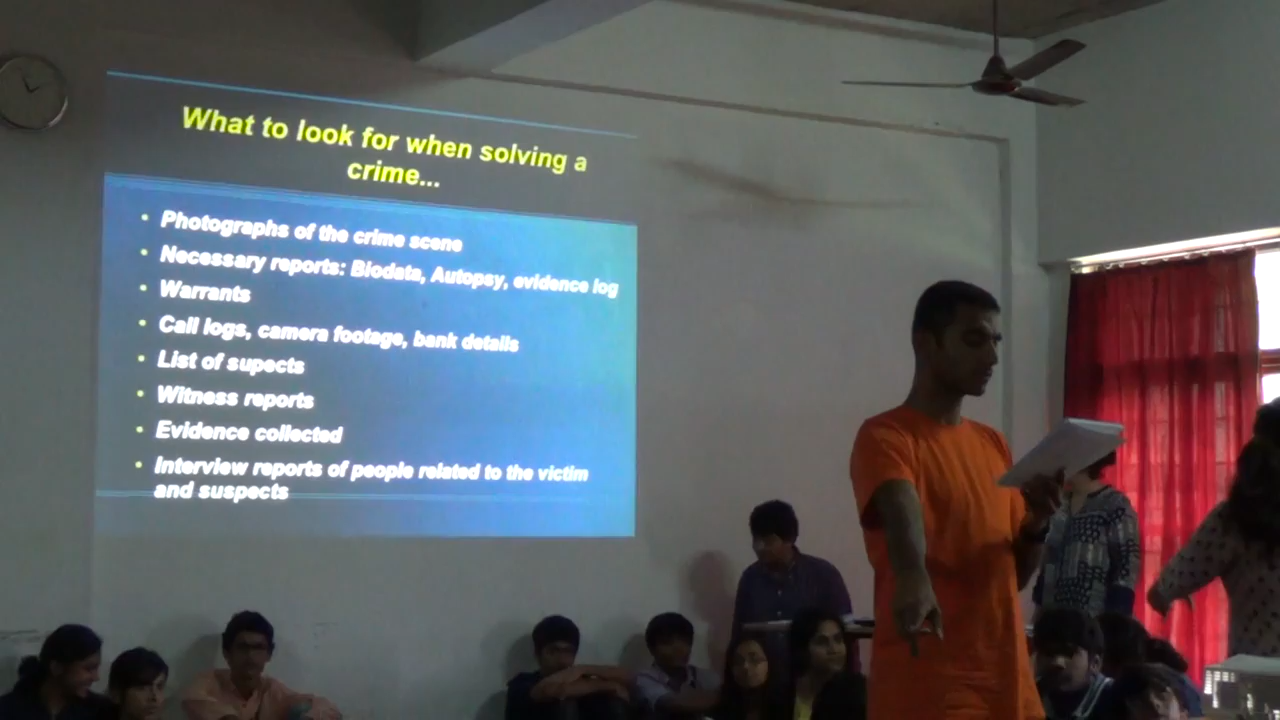 What to look for when solving a
crime...
• Photographs of the crime scene
• Necessary reports: Biodata, Autopsy, evidence log
• Warrants
• Call logs, camera footage, bank details
• List of supects
• Witness reports
• Evidence collected
• Interview reports of people related to the victim
and suspects